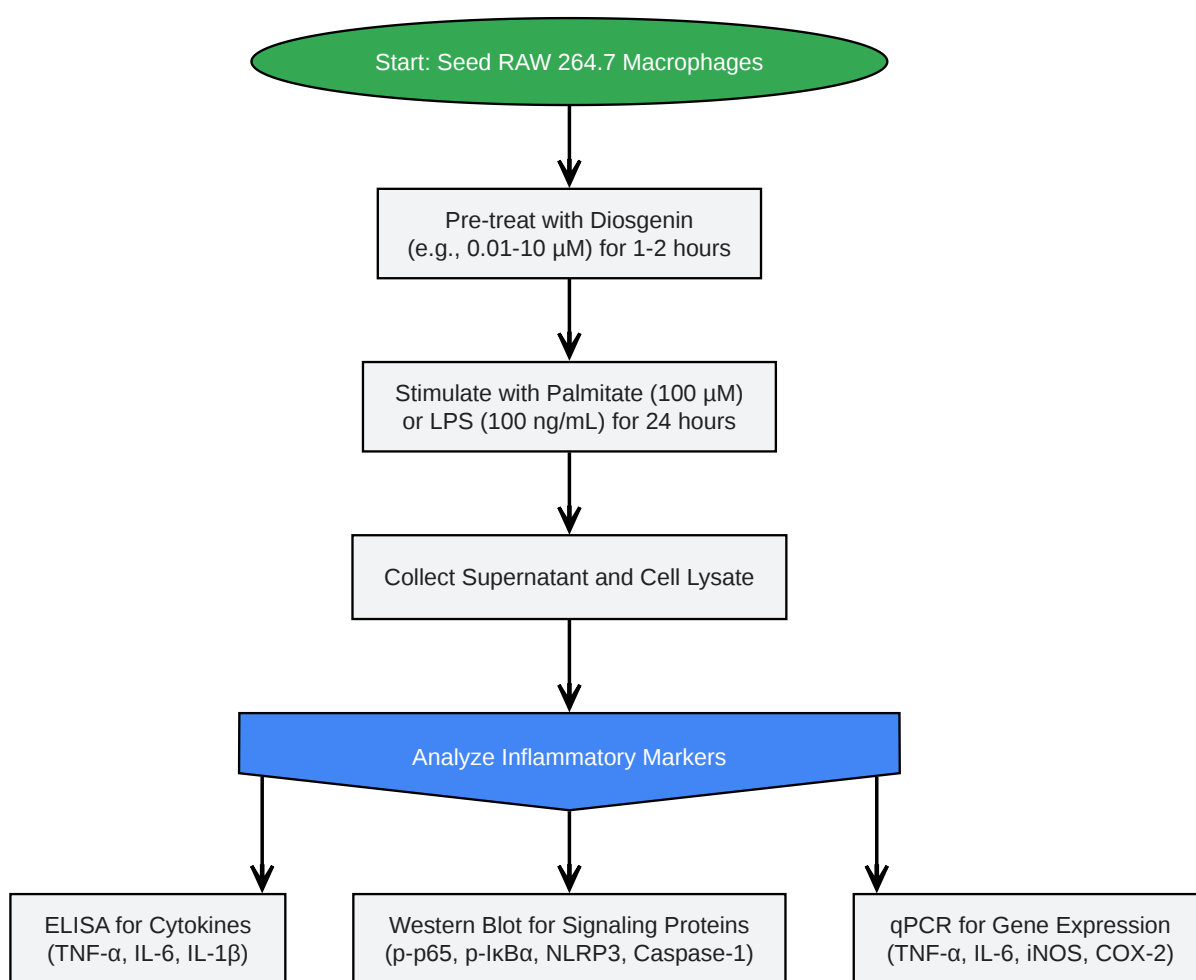 Start: Seed RAW 264.7 Macrophages
Pre-treat with Diosgenin
(e.g., 0.01-10 µM) for 1-2 hours
Stimulate with Palmitate (100 µM)
or LPS (100 ng/mL) for 24 hours
Collect Supernatant and Cell Lysate
Analyze Inflammatory Markers
ELISA for Cytokines
(TNF-α, IL-6, IL-1β)
Western Blot for Signaling Proteins
(p-p65, p-IκBα, NLRP3, Caspase-1)
qPCR for Gene Expression
(TNF-α, IL-6, iNOS, COX-2)